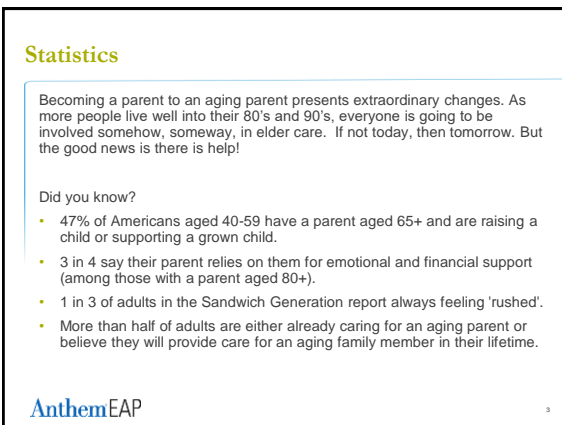 Statistics
Becoming a parent to an aging parent presents extraordinary changes. As
more people live well into their 80's and 90's, everyone is going to be
involved somehow, someway, in elder care.  If not today, then tomorrow. But
the good news is there is help!
Did you know?
• 47% of Americans aged 40-59 have a parent aged 65+ and are raising a
child or supporting a grown child.
• 3 in 4 say their parent relies on them for emotional and financial support
(among those with a parent aged 80+).
• 1 in 3 of adults in the Sandwich Generation report always feeling 'rushed'.
• More than half of adults are either already caring for an aging parent or
believe they will provide care for an aging family member in their lifetime.
AnthemEAP
3